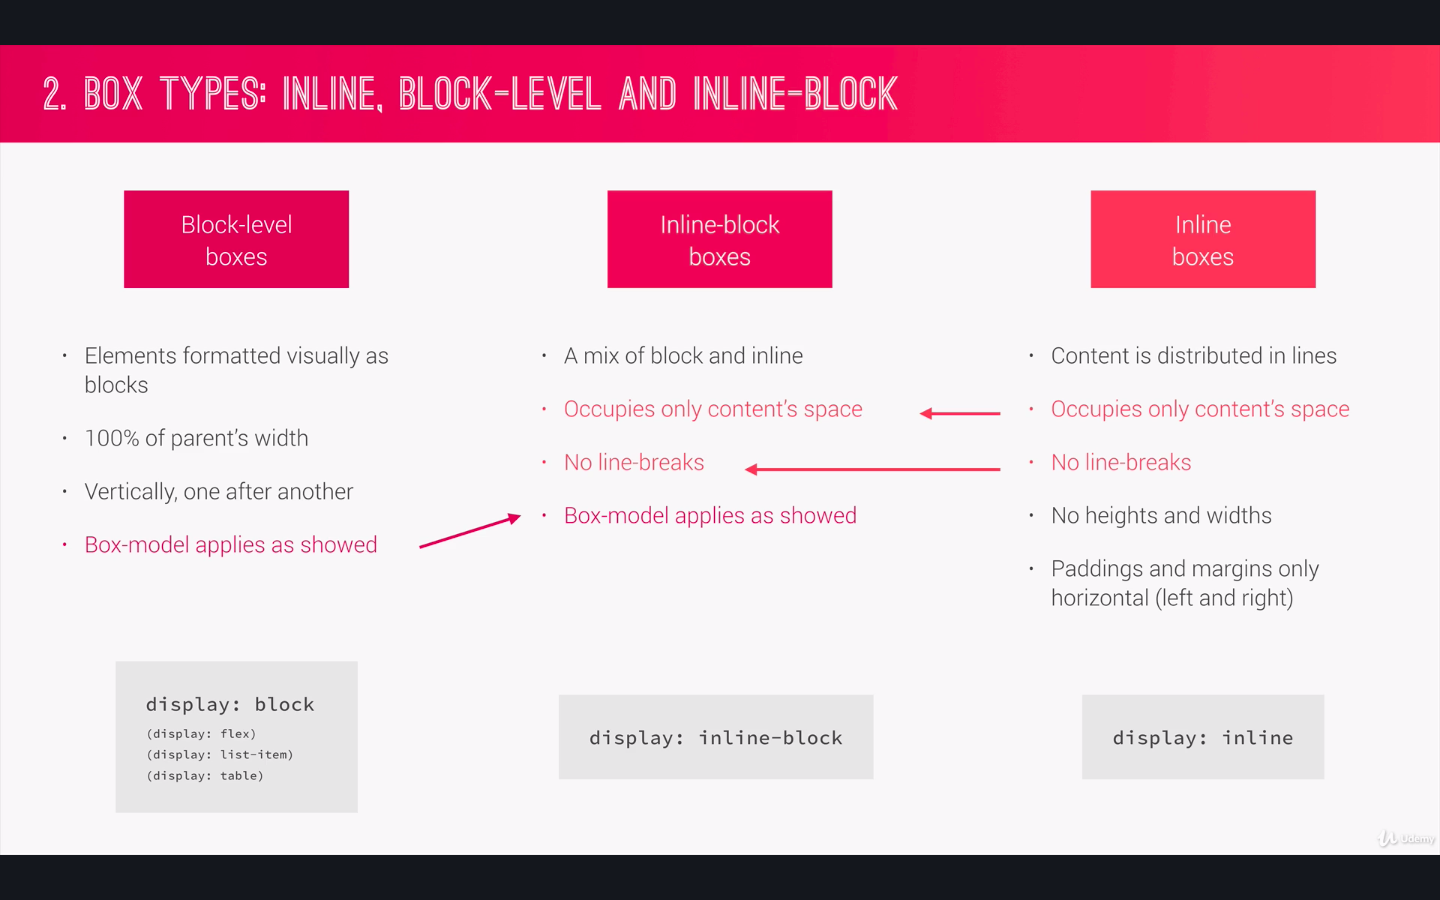 2. BOX TYPES: INLINE, BLOCK-LEVEL AND INLINE-BLOCK
Block-level
boxes
• Elements formatted visually as
blocks
• 100% of parent's width
• Vertically, one after another
• Box-model applies as showed
display: block
(display: flex)
(display: list-item)
(display: table)
Inline-block
boxes
• A mix of block and inline
• Occupies only content's space
• No line-breaks
• Box-model applies as showed
display: inline-block
Inline
boxes
• Content is distributed in lines
• Occupies only content's space
• No line-breaks
• No heights and widths
• Paddings and margins only
horizontal (left and right)
display: inline
Udemy